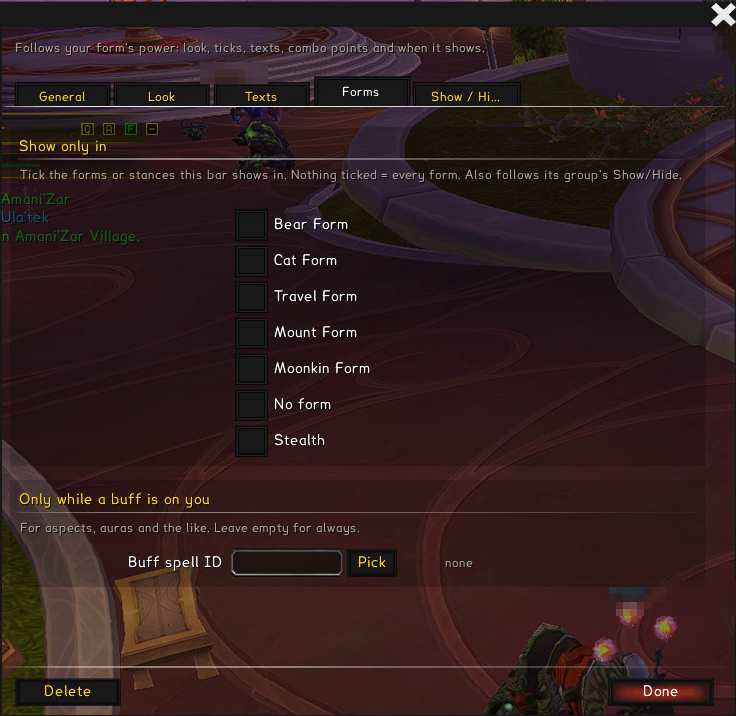 Follows your form's power: look, ticks, texts, combo points and when it shows.
General
Look
Texts
Forms
Show / Hi...
Q A F -
Show only in
Tick the forms or stances this bar shows in. Nothing ticked = every form. Also follows its group's Show/Hide.
Amani'Zar
Ula'tek
n Amani'Zar Village.
Bear Form
Cat Form
Travel Form
Mount Form
Moonkin Form
No form
Stealth
Only while a buff is on you
For aspects, auras and the like. Leave empty for always.
Buff spell ID
Pick
none
Delete
Done